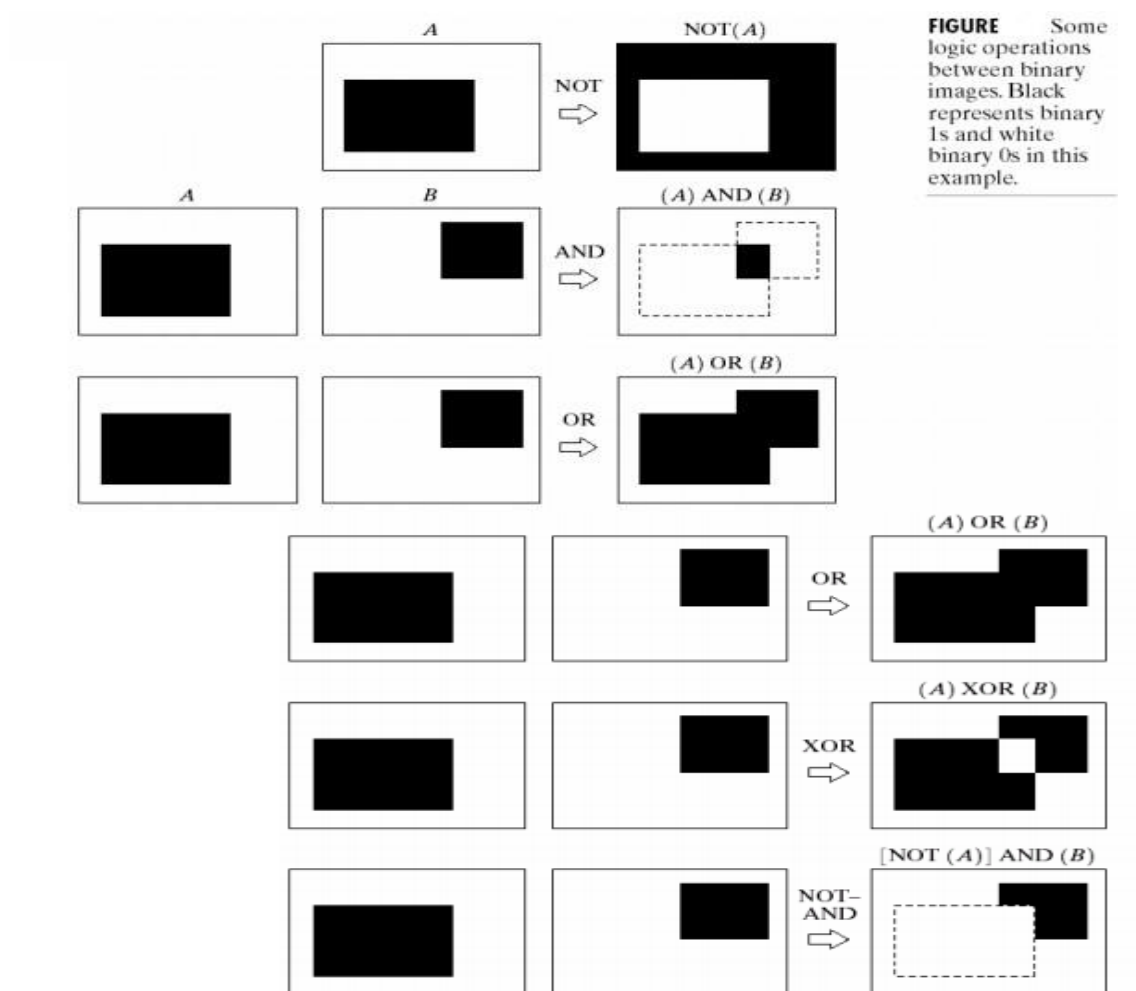 A
NOT(A)
NOT
FIGURE Some
logic operations
between binary
images. Black
represents binary
1s and white
binary 0s in this
example.
A
B
(A) AND (B)
AND
(A) OR (B)
OR
(A) OR (B)
OR
(A) XOR (B)
XOR
[NOT (A)] AND (B)
NOT–
AND